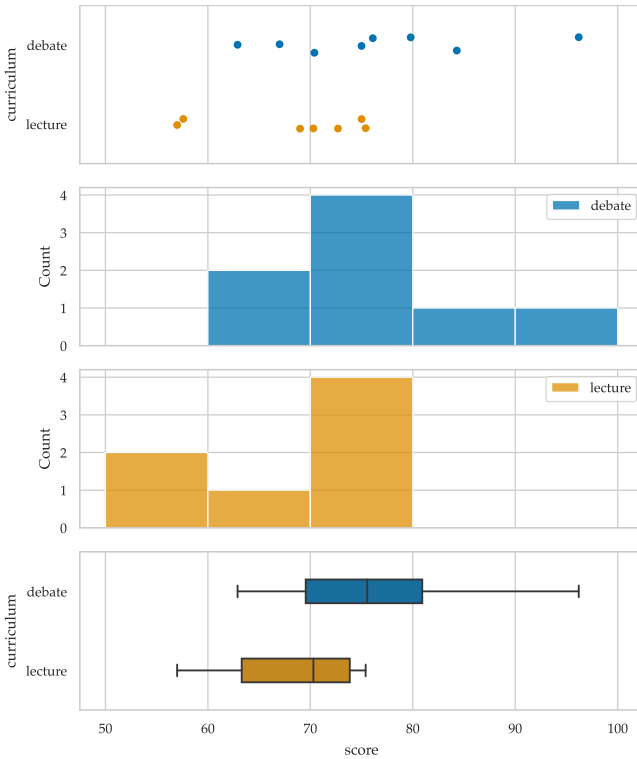 curriculum
debate
lecture
Count
4
3
2
1
0
debate
Count
4
3
2
1
0
lecture
curriculum
debate
lecture
50 60 70 80 90 100
score